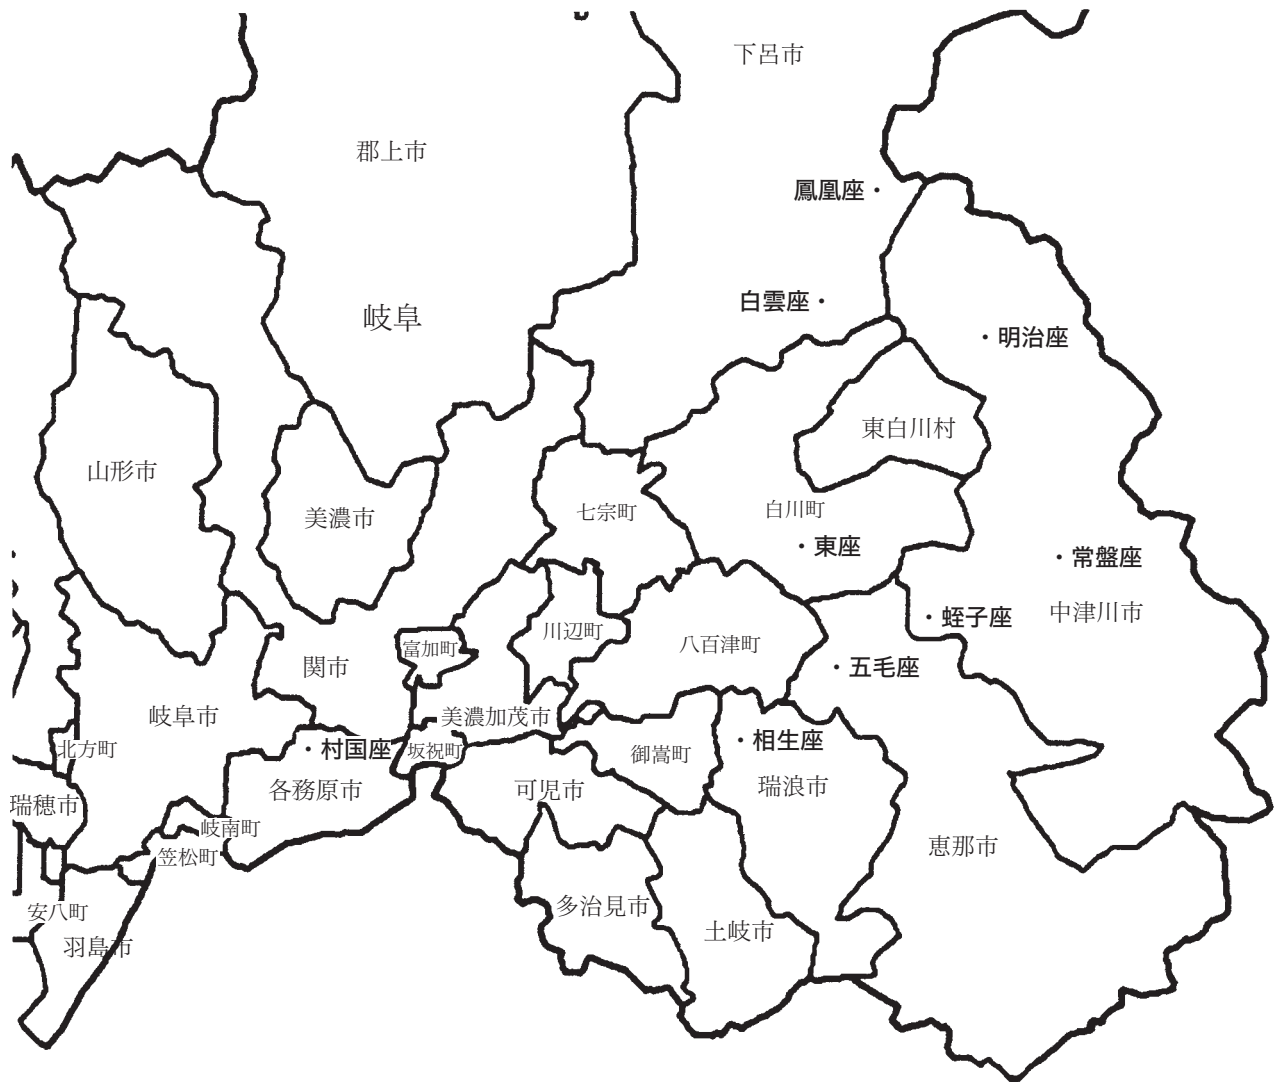 下呂市
郡上市
鳳凰座・
白雲座・
岐阜
・明治座
東白川村
山形市
美濃市
七宗町
白川町
・東座
・常盤座
中津川市
・蛭子座
川辺町
富加町
八百津町
関市
・五毛座
岐阜市
美濃加茂市
北方町
・村国座
坂祝町
御嵩町
・相生座
瑞浪市
各務原市
可児市
瑞穂市
岐南町
笠松町
恵那市
安八町
多治見市
土岐市
羽島市